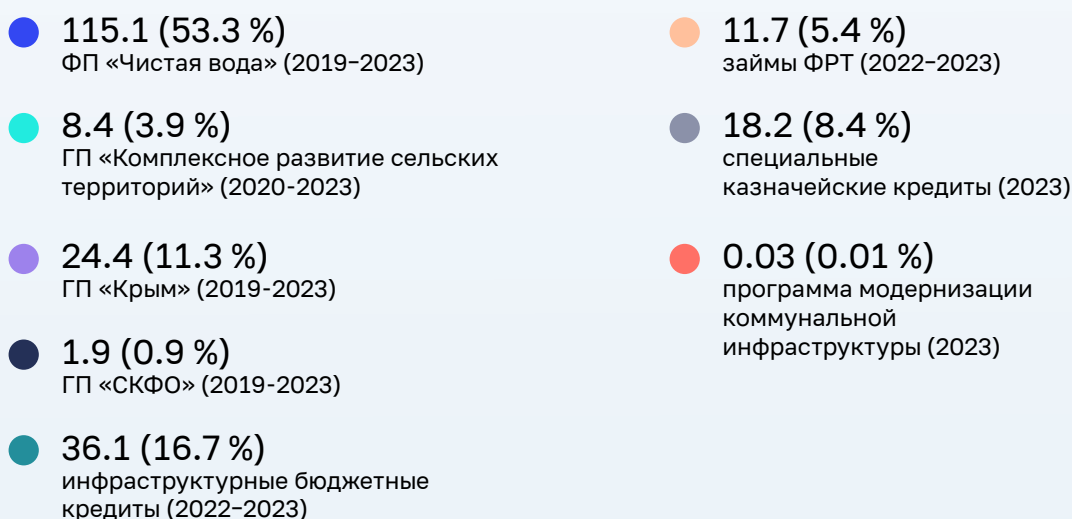 115.1 (53.3 %)
ФП «Чистая вода» (2019–2023)
8.4 (3.9 %)
ГП «Комплексное развитие сельских
территорий» (2020-2023)
24.4 (11.3 %)
ГП «Крым» (2019-2023)
1.9 (0.9 %)
ГП «СКФО» (2019-2023)
36.1 (16.7 %)
инфраструктурные бюджетные
кредиты (2022–2023)
11.7 (5.4 %)
займы ФРТ (2022–2023)
18.2 (8.4 %)
специальные
казначейские кредиты (2023)
0.03 (0.01 %)
программа модернизации
коммунальной
инфраструктуры (2023)